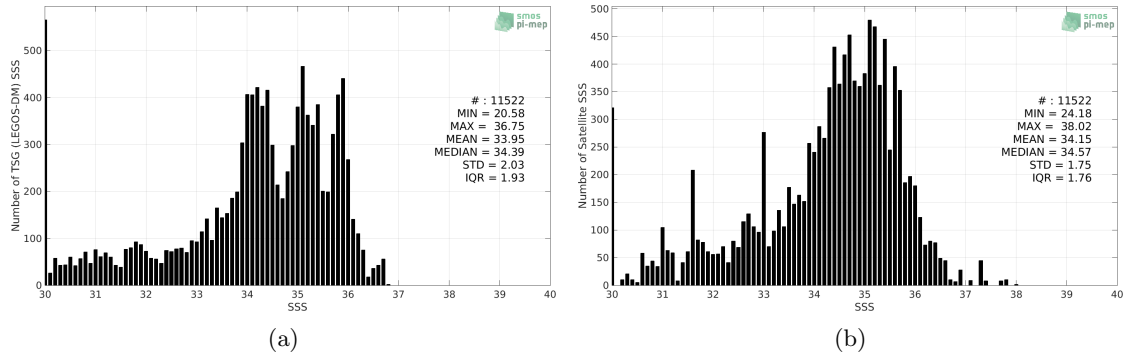 smos
pi-mep
Number of TSG (LEGOS-DM) SSS
500
400
300
200
100
0
# : 11522
MIN = 20.58
MAX = 36.75
MEAN = 33.95
MEDIAN = 34.39
STD = 2.03
IQR = 1.93
30 31 32 33 34 35 36 37 38 39 40
SSS
(a)
smos
pi-mep
Number of Satellite SSS
500
450
400
350
300
250
200
150
100
50
0
# : 11522
MIN = 24.18
MAX = 38.02
MEAN = 34.15
MEDIAN = 34.57
STD = 1.75
IQR = 1.76
30 31 32 33 34 35 36 37 38 39 40
SSS
(b)